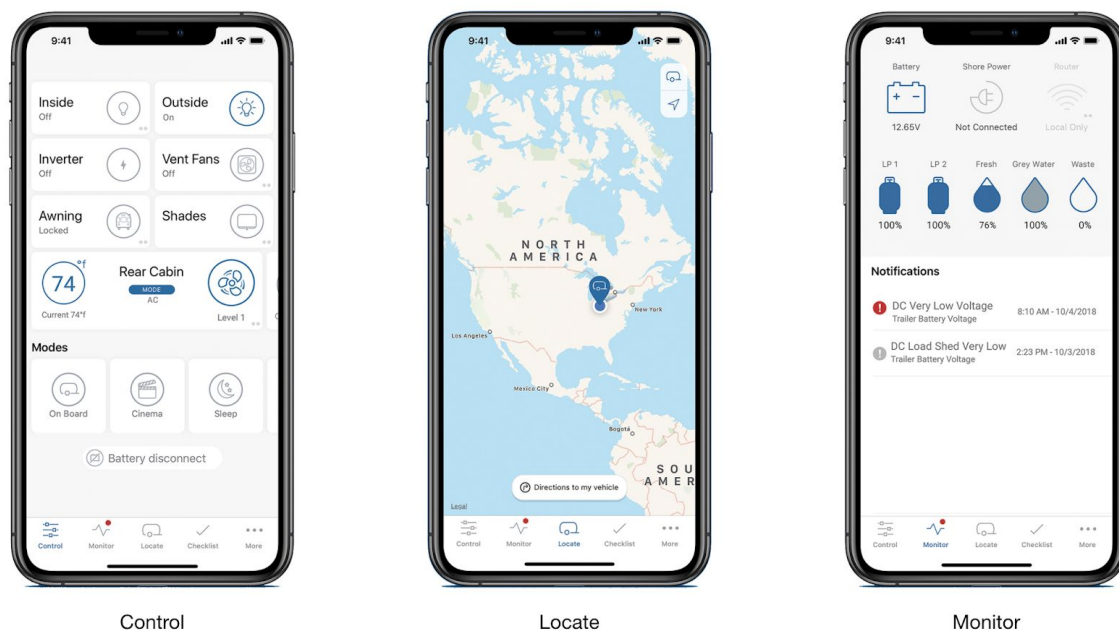 9:41
Inside
Off
Outside
On
Inverter
Off
Vent Fans
Off
Awning
Locked
Shades
74 °f
Current 74°f
Rear Cabin
MODE
AC
Level 1
Modes
On Board
Cinema
Sleep
Battery disconnect
Control
Monitor
Locate
Checklist
More
Control
9:41
NORTH
AMERICA
New York
Los Angeles
Mexico City
Bogotá
SOU
AMER
Directions to my vehicle
Legal
Control
Monitor
Locate
Checklist
More
Locate
9:41
Battery
Shore Power
Router
+ -
12.65V
Not Connected
Local Only
LP 1
LP 2
Fresh
Grey Water
Waste
100%
100%
76%
100%
0%
Notifications
DC Very Low Voltage
Trailer Battery Voltage
8:10 AM - 10/4/2018
DC Load Shed Very Low
Trailer Battery Voltage
2:23 PM - 10/3/2018
Control
Monitor
Locate
Checklist
More
Monitor